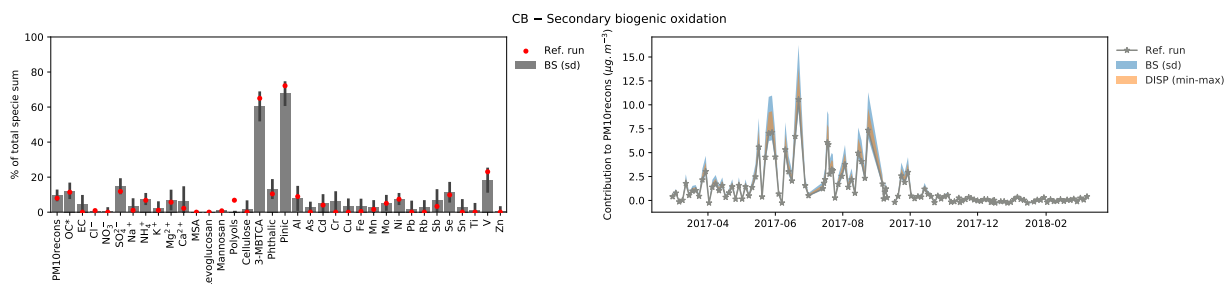 CB − Secondary biogenic oxidation
% of total specie sum
100
80
60
40
20
0
PM10recons
OC*
EC
Cl⁻
NO₃⁻
SO₄²⁻
Na⁺
NH₄⁺
K⁺
Mg²⁺
Ca²⁺
MSA
evoglucosan
Mannosan
Polyols
Cellulose
3-MBTCA
Phthalic
Pinic
Al
As
Cd
Cr
Cu
Fe
Mn
Mo
Ni
Pb
Rb
Sb
Se
Sn
Ti
V
Zn
Ref. run
BS (sd)
Contribution to PM10recons (μg.m⁻³)
15.0
12.5
10.0
7.5
5.0
2.5
0.0
2017-04
2017-06
2017-08
2017-10
2017-12
2018-02
Ref. run
BS (sd)
DISP (min-max)